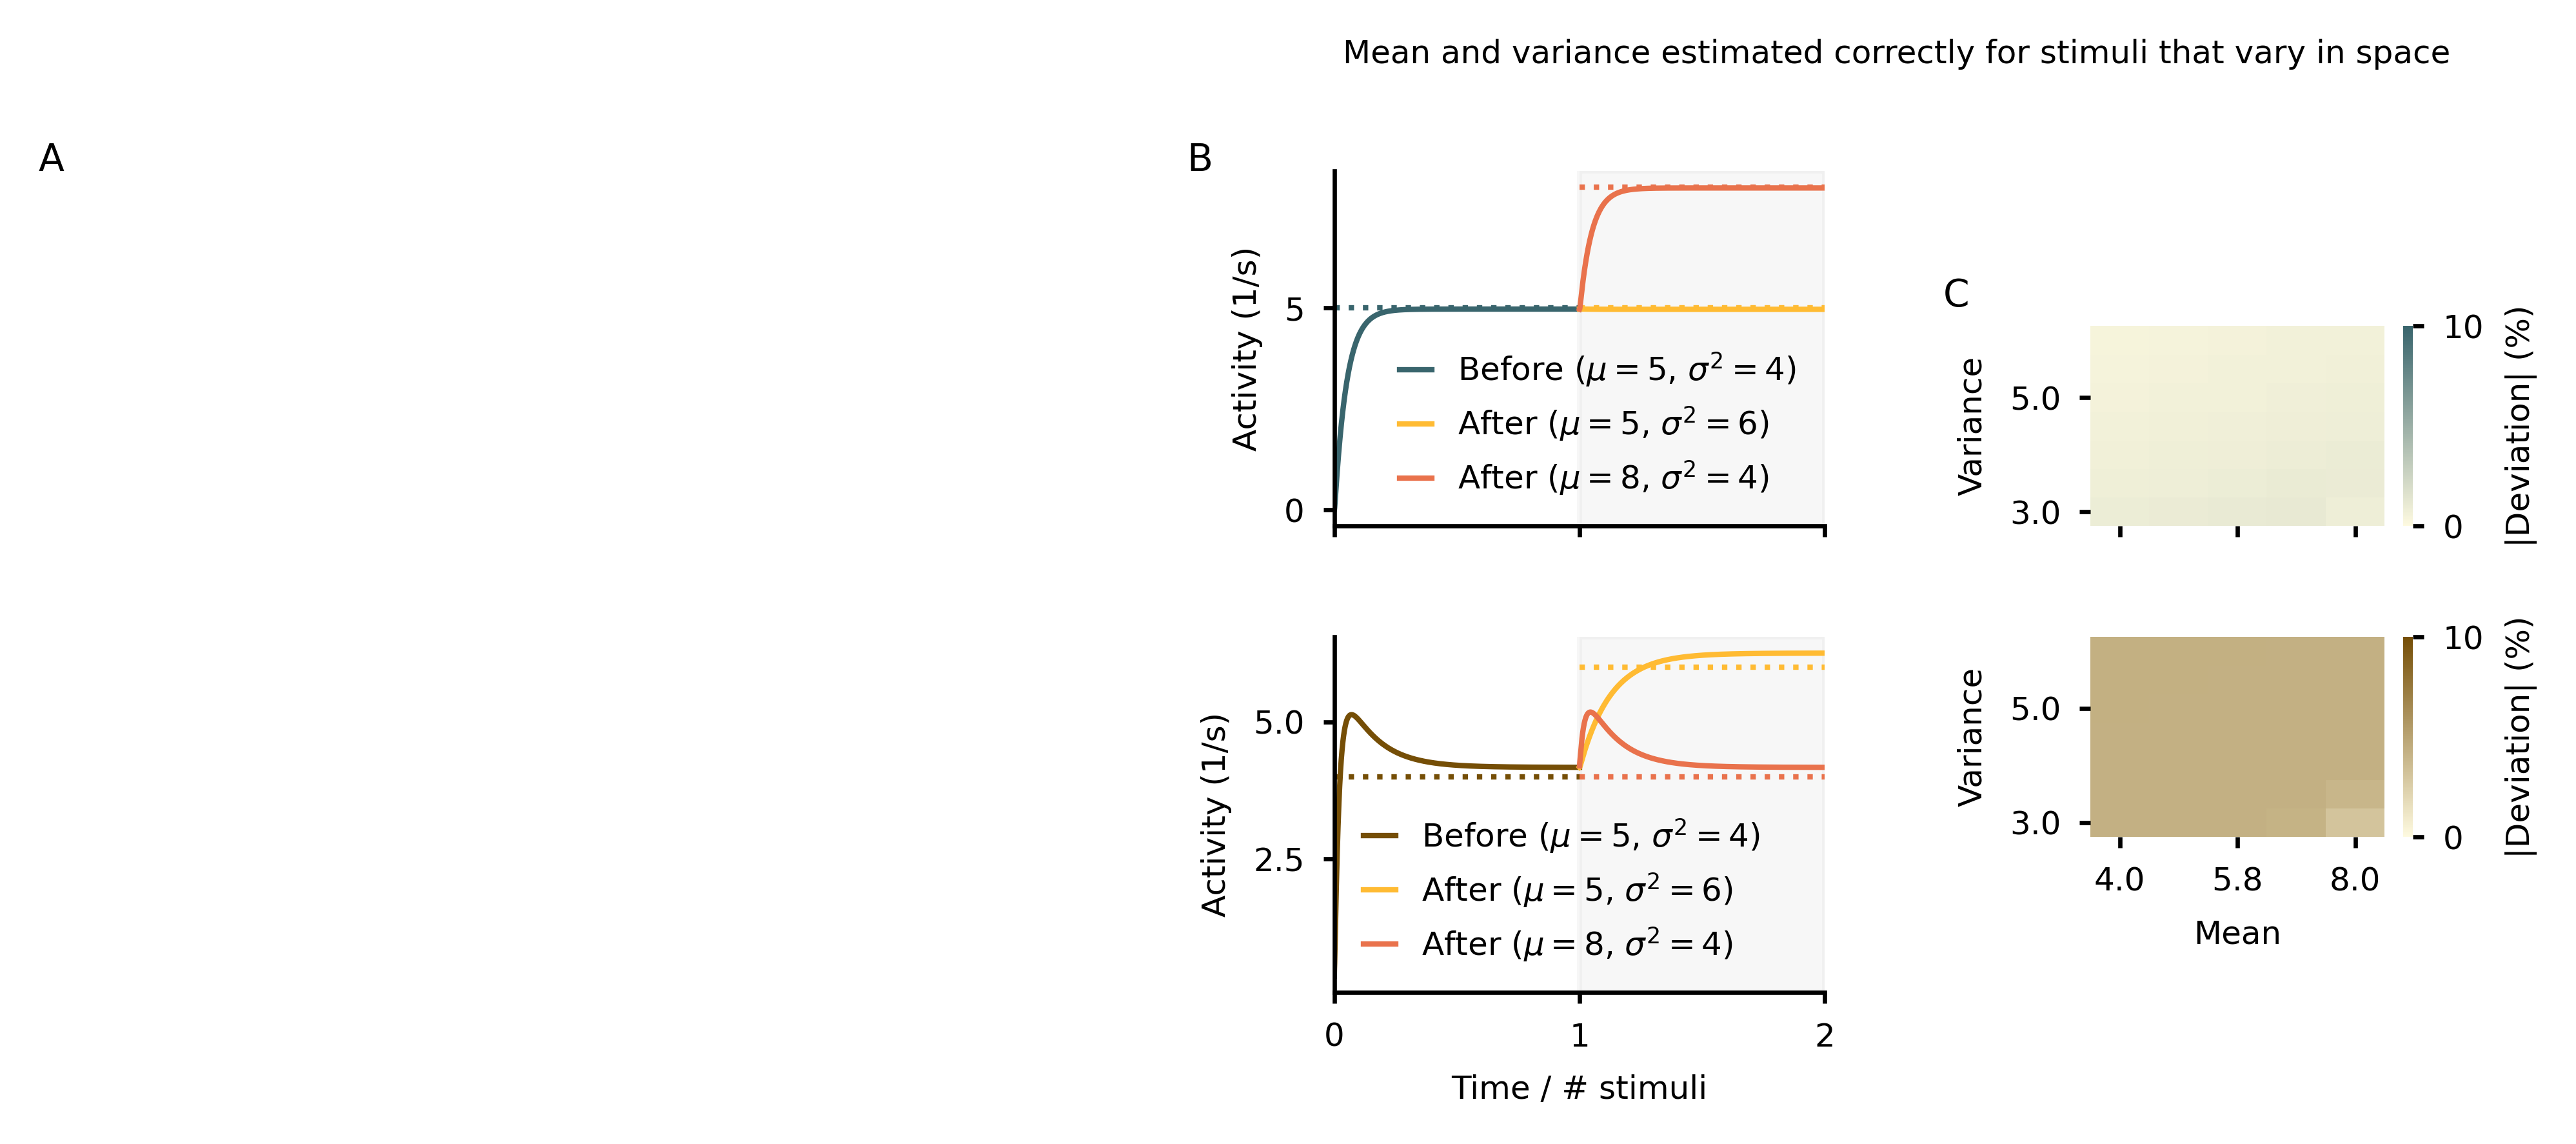 Mean and variance estimated correctly for stimuli that vary in space
A
B
Activity (1/s)
5
0
Before (μ = 5, σ² = 4)
After (μ = 5, σ² = 6)
After (μ = 8, σ² = 4)
Activity (1/s)
5.0
2.5
Before (μ = 5, σ² = 4)
After (μ = 5, σ² = 6)
After (μ = 8, σ² = 4)
0 1 2
Time / # stimuli
C
Variance
5.0
3.0
10
0
|Deviation| (%)
Variance
5.0
3.0
10
0
|Deviation| (%)
4.0 5.8 8.0
Mean